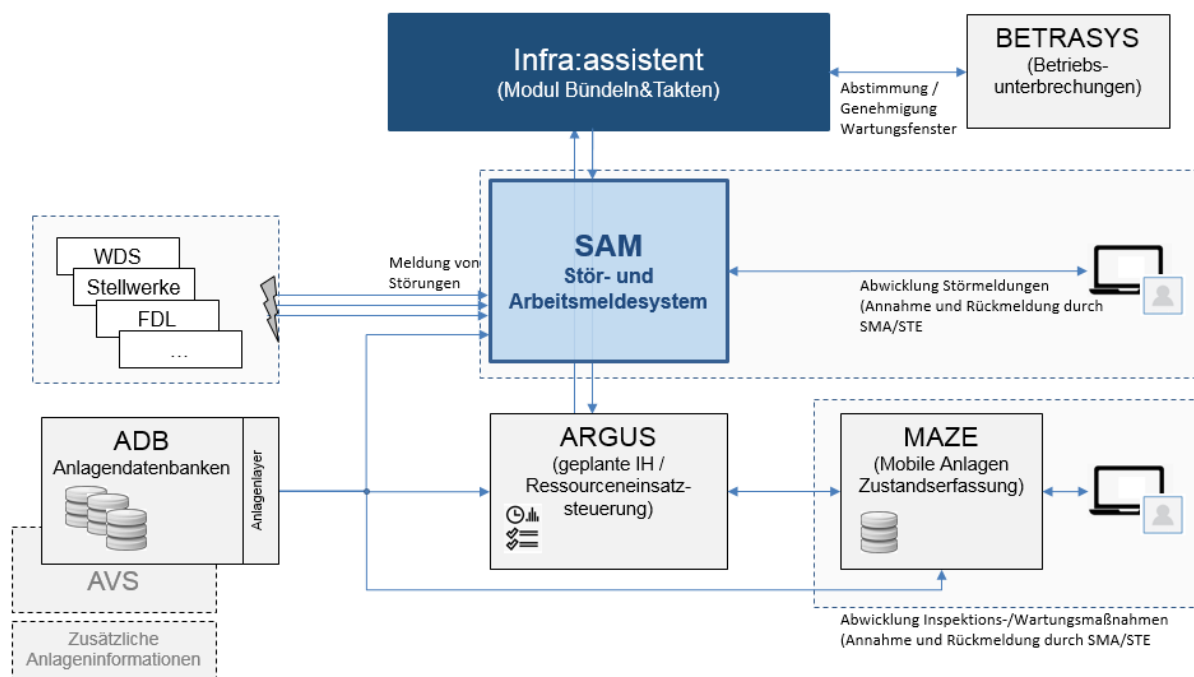 Infra:assistent
(Modul Bündeln&Takten)
BETRASYS
(Betriebs-
unterbrechungen)
Abstimmung /
Genehmigung
Wartungsfenster
WDS
Stellwerke
FDL
...
Meldung von
Störungen
SAM
Stör- und
Arbeitsmeldesystem
Abwicklung Störmeldungen
(Annahme und Rückmeldung durch
SMA/STE
ADB
Anlagendatenbanken
Anlagenlayer
AVS
Zusätzliche
Anlageninformationen
ARGUS
(geplante IH /
Ressourceneinsatz-
steuerung)
MAZE
(Mobile Anlagen
Zustandserfassung)
Abwicklung Inspektions-/Wartungsmaßnahmen
(Annahme und Rückmeldung durch SMA/STE